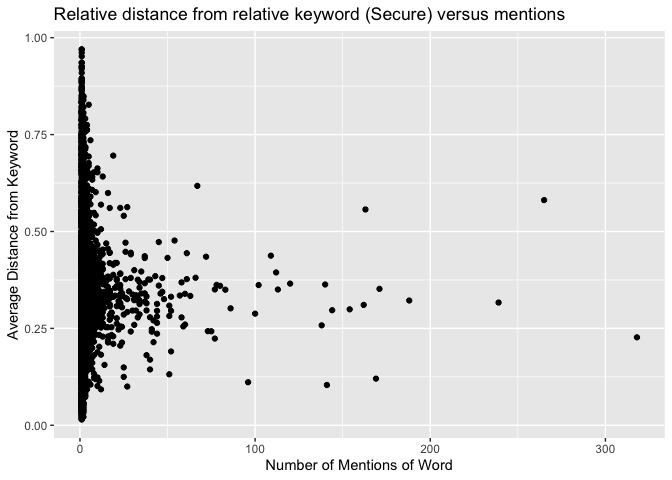 Relative distance from relative keyword (Secure) versus mentions
1.00
0.75
0.50
0.25
0.00
Average Distance from Keyword
0 100 200 300
Number of Mentions of Word